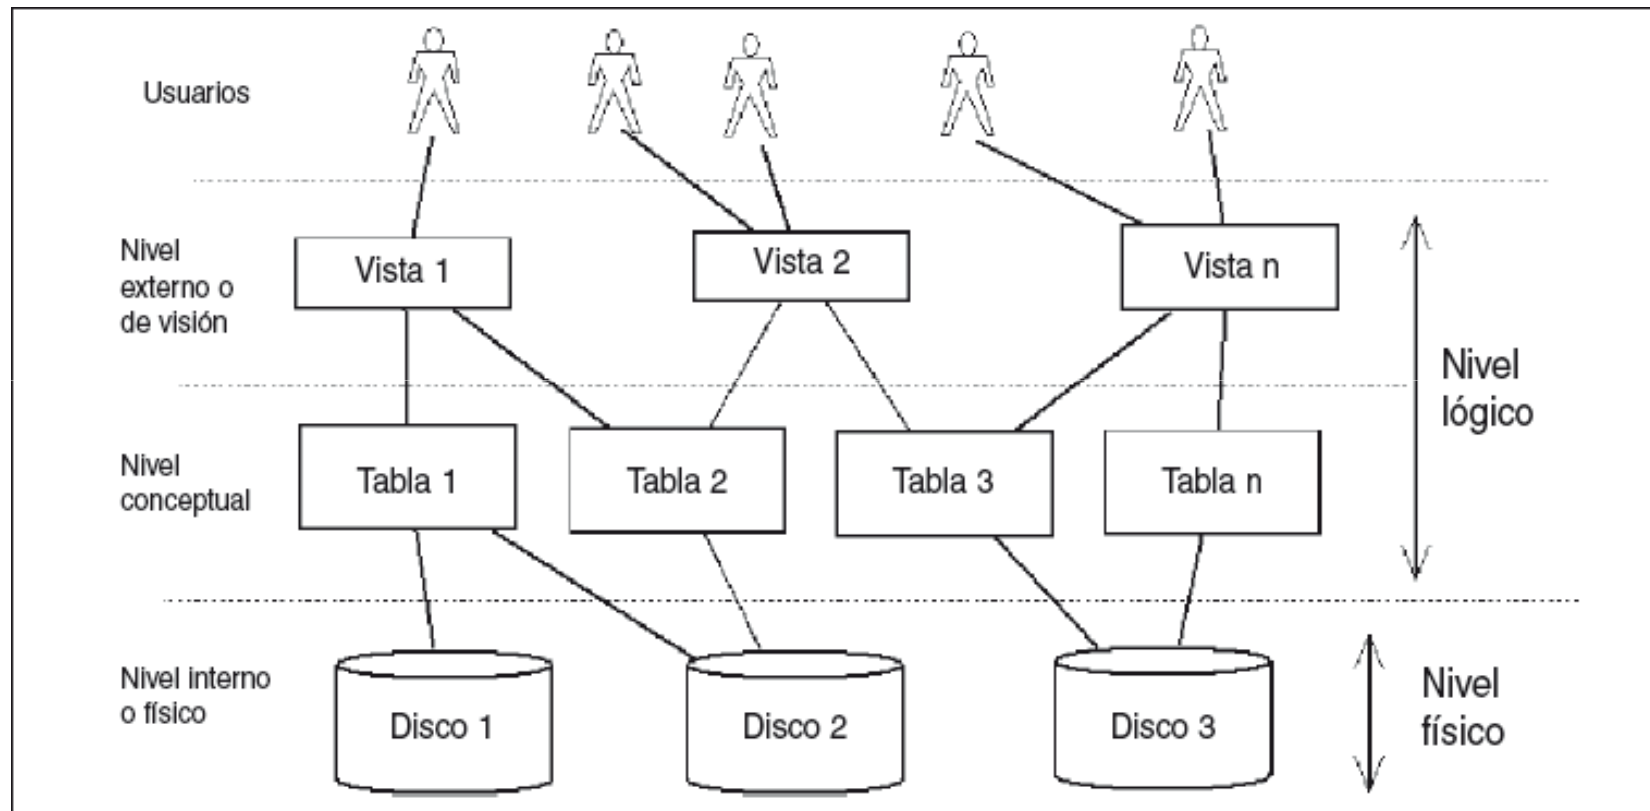 Usuarios
Nivel
externo o
de visión
Vista 1
Vista 2
Vista n
Nivel
lógico
Nivel
conceptual
Tabla 1
Tabla 2
Tabla 3
Tabla n
Nivel interno
o físico
Disco 1
Disco 2
Disco 3
Nivel
físico